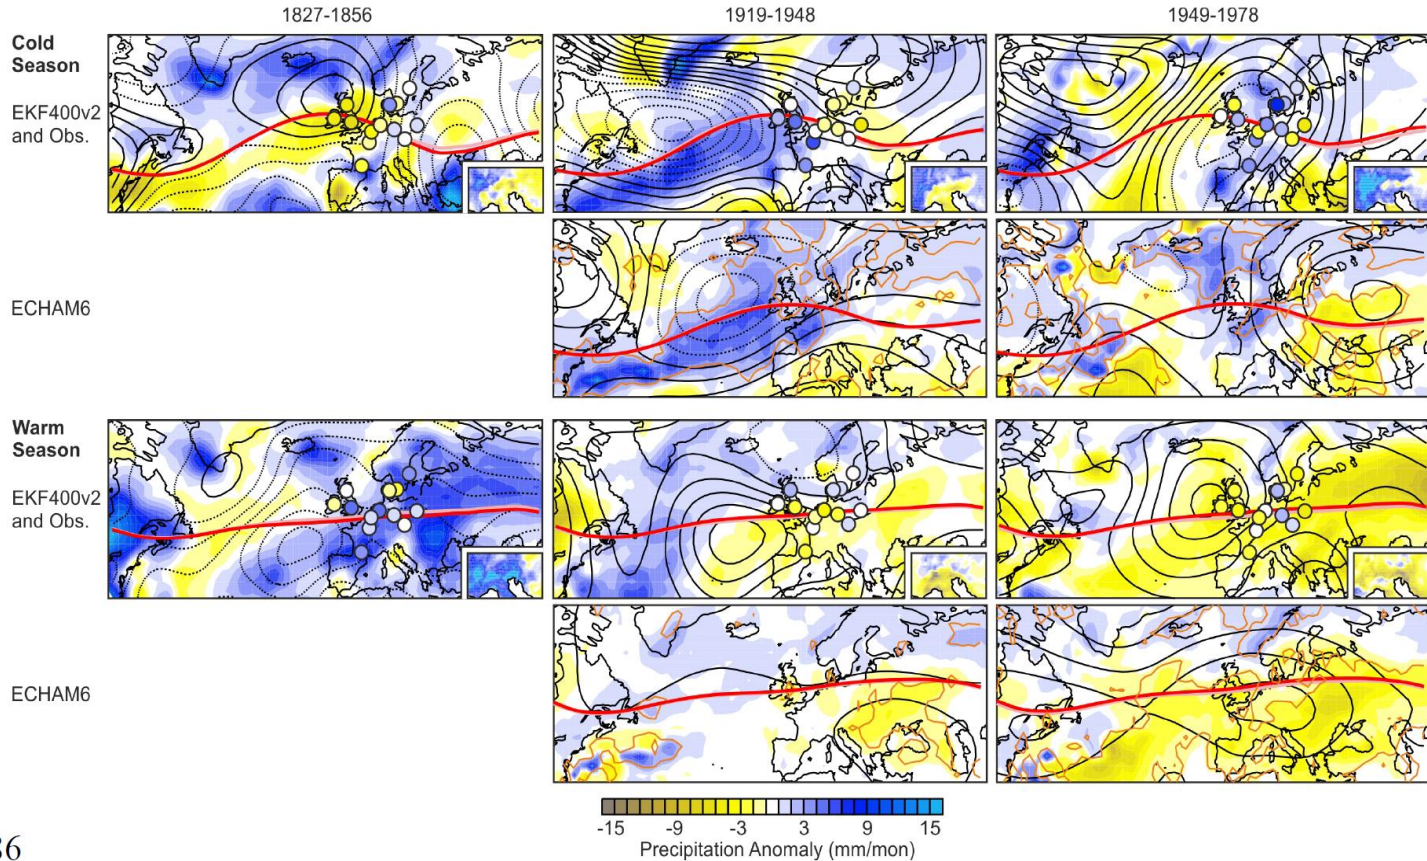 1827-1856
1919-1948
1949-1978
Cold
Season
EKF400v2
and Obs.
ECHAM6
Warm
Season
EKF400v2
and Obs.
ECHAM6
-15 -9 -3 3 9 15
Precipitation Anomaly (mm/mon)
36